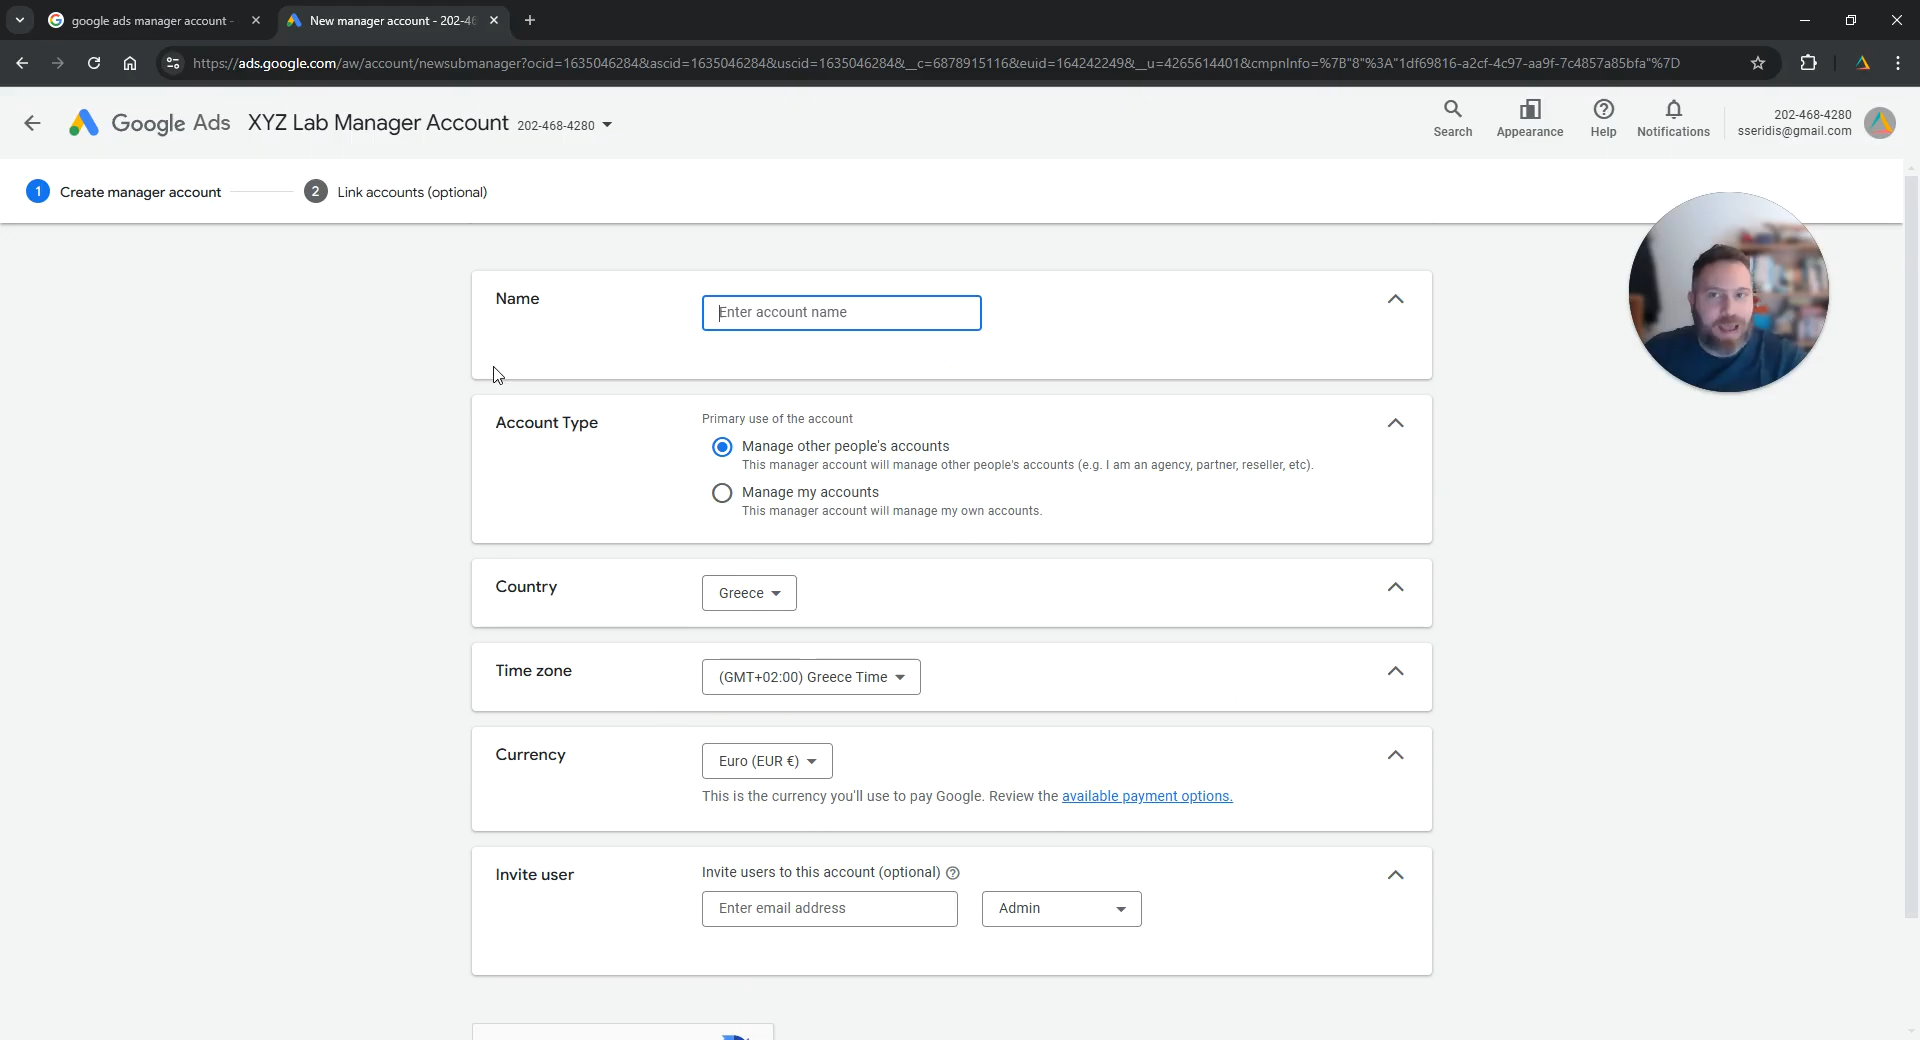 google ads manager account -
New manager account - 202-46
https://ads.google.com/aw/account/newsubmanager?ocid=1635046284&ascid=1635046284&uscid=1635046284&__c=6878915116&euid=164242249&__u=4265614401&cmpnInfo=%7B"8"%3A"1df69816-a2cf-4c97-aa9f-7c4857a85bfa"%7D
Google Ads XYZ Lab Manager Account 202-468-4280
Search
Appearance
Help
Notifications
202-468-4280
sseridis@gmail.com
1 Create manager account
2 Link accounts (optional)
Name
Enter account name
Account Type
Primary use of the account
Manage other people's accounts
This manager account will manage other people's accounts (e.g. I am an agency, partner, reseller, etc).
Manage my accounts
This manager account will manage my own accounts.
Country
Greece
Time zone
(GMT+02:00) Greece Time
Currency
Euro (EUR €)
This is the currency you'll use to pay Google. Review the available payment options.
Invite user
Invite users to this account (optional)
Enter email address
Admin